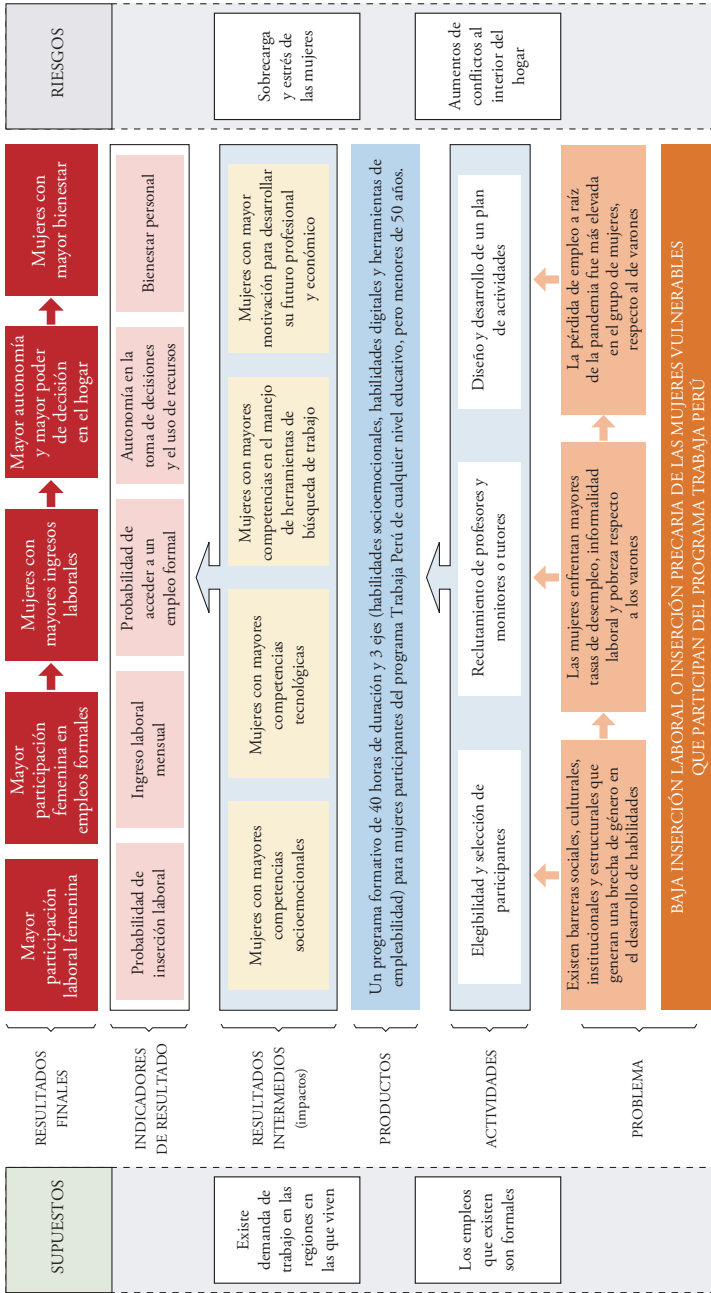 SUPUESTOS
Existe
demanda de
trabajo en las
regiones en
las que viven
Los empleos
que existen
son formales
RESULTADOS
FINALES
Mayor
participación
laboral femenina
Mayor
participación
femenina en
empleos formales
Mujeres con
mayores ingresos
laborales
Mayor autonomía
y mayor poder
de decisión
en el hogar
Mujeres con
mayor bienestar
INDICADORES
DE RESULTADO
Probabilidad de
inserción laboral
Ingreso laboral
mensual
Probabilidad de
acceder a un
empleo formal
Autonomía en la
toma de decisiones
y el uso de recursos
Bienestar personal
RESULTADOS
INTERMEDIOS
(impactos)
Mujeres con mayores
competencias
socioemocionales
Mujeres con mayores
competencias
tecnológicas
Mujeres con mayores
competencias en el manejo
de herramientas de
búsqueda de trabajo
Mujeres con mayor
motivación para desarrollar
su futuro profesional
y económico
PRODUCTOS
Un programa formativo de 40 horas de duración y 3 ejes (habilidades socioemocionales, habilidades digitales y herramientas de
empleabilidad) para mujeres participantes del programa Trabaja Perú de cualquier nivel educativo, pero menores de 50 años.
ACTIVIDADES
Elegibilidad y selección de
participantes
Reclutamiento de profesores y
monitores o tutores
Diseño y desarrollo de un plan
de actividades
PROBLEMA
Existen barreras sociales, culturales,
institucionales y estructurales que
generan una brecha de género en
el desarrollo de habilidades
Las mujeres enfrentan mayores
tasas de desempleo, informalidad
laboral y pobreza respecto
a los varones
La pérdida de empleo a raíz
de la pandemia fue más elevada
en el grupo de mujeres,
respecto al de varones
BAJA INSERCIÓN LABORAL O INSERCIÓN PRECARIA DE LAS MUJERES VULNERABLES
QUE PARTICIPAN DEL PROGRAMA TRABAJA PERÚ
RIESGOS
Sobrecarga
y estrés de
las mujeres
Aumentos de
conflictos al
interior del
hogar